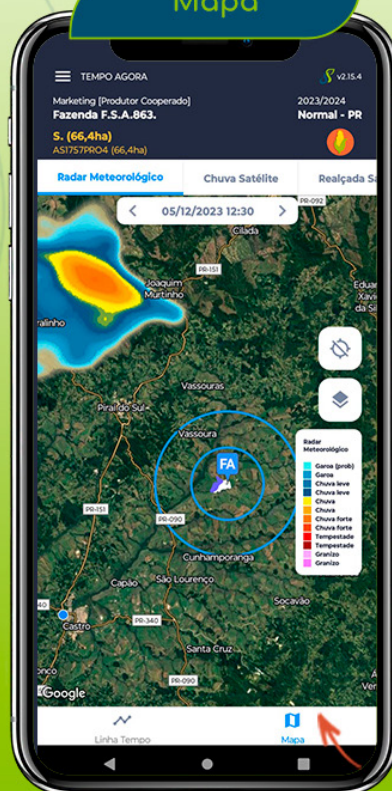 Mapa
TEMPO AGORA
v2.15.4
Marketing [Produtor Cooperado]
2023/2024
Fazenda F.S.A.863.
Normal - PR
S. (66,4ha)
AS1757PRO4 (66,4ha)
Radar Meteorológico
Chuva Satélite
Realçada Sa
05/12/2023 12:30
PR-092
Cilada
PR-151
Joaquim
Murtinho
Eduar
Xavi
da Si
ralinho
Vassouras
Piraí do Sul
Vassoura
FA
Radar
Meteorológico
Garoa (prob)
Garoa
Chuva leve
Chuva leve
Chuva
Chuva
Chuva forte
Chuva forte
Tempestade
Tempestade
Granizo
Granizo
PR-151
PR-090
Cunhamporanga
Capão
São Lourenço
Socavão
40
PR-340
Castro
Santa Cruz
onco
PR-090
Google
Linha Tempo
Mapa